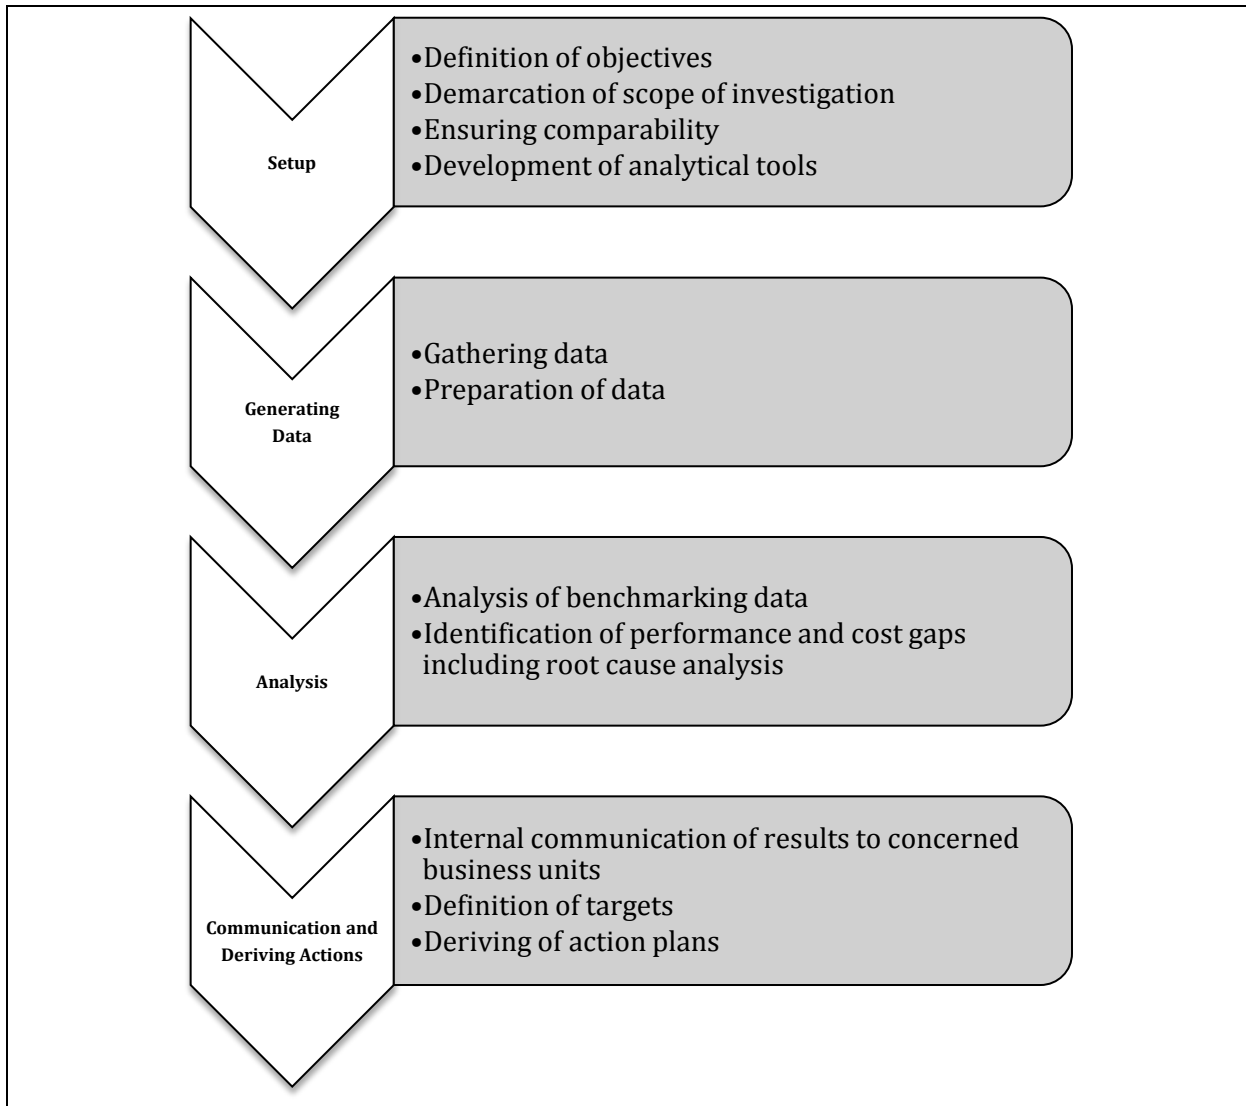 Setup
•Definition of objectives
•Demarcation of scope of investigation
•Ensuring comparability
•Development of analytical tools
Generating
Data
•Gathering data
•Preparation of data
Analysis
•Analysis of benchmarking data
•Identification of performance and cost gaps
including root cause analysis
Communication and
Deriving Actions
•Internal communication of results to concerned
business units
•Definition of targets
•Deriving of action plans